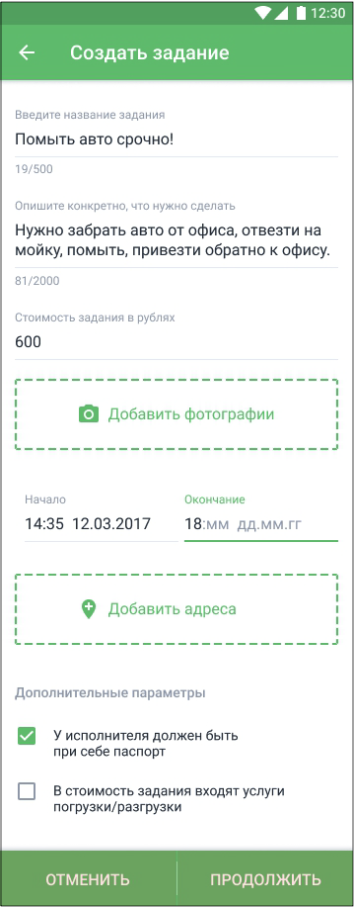 12:30
Создать задание
Введите название задания
Помыть авто срочно!
19/500
Опишите конкретно, что нужно сделать
Нужно забрать авто от офиса, отвезти на
мойку, помыть, привезти обратно к офису.
81/2000
Стоимость задания в рублях
600
Добавить фотографии
Начало
Окончание
14:35 12.03.2017
18:мм дд.мм.гг
Добавить адреса
Дополнительные параметры
У исполнителя должен быть
при себе паспорт
В стоимость задания входят услуги
погрузки/разгрузки
ОТМЕНИТЬ
ПРОДОЛЖИТЬ